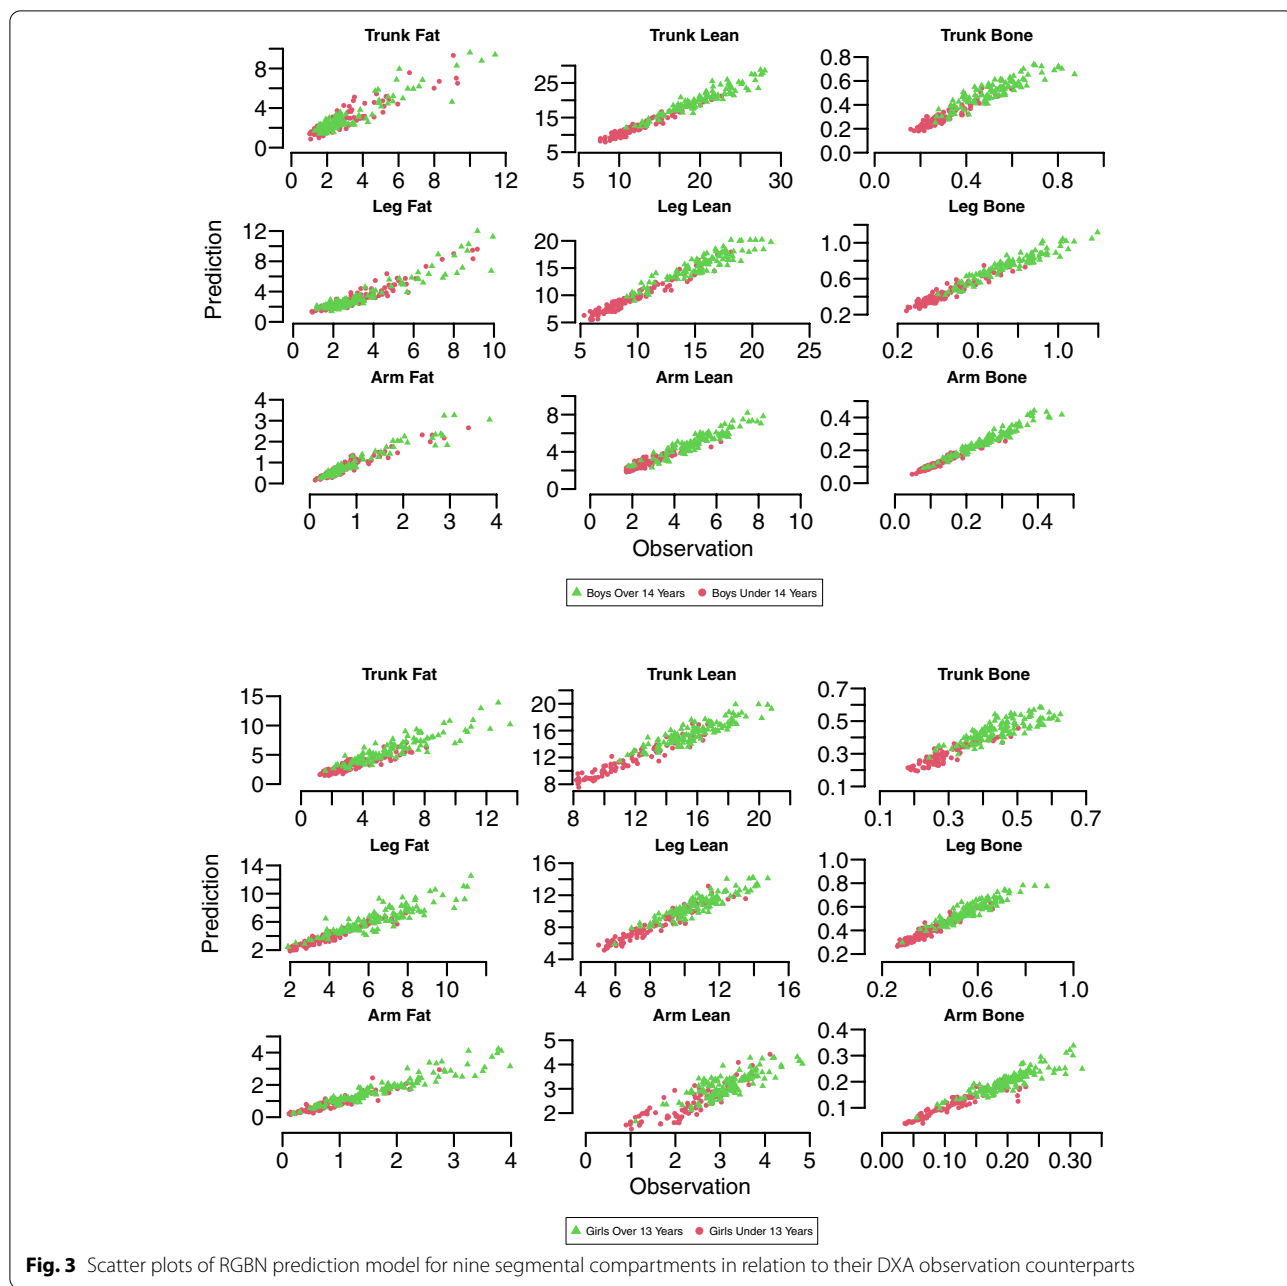 Trunk Fat Trunk Lean Trunk Bone
8
4
0
25
15
5
0.8
0.6
0.4
0.2
0.0
0 2 4 6 8 12
5 10 20 30
0.0 0.4 0.8
Leg Fat Leg Lean Leg Bone
Prediction
12
8
4
0
20
15
10
5
1.0
0.6
0.2
0 2 4 6 8 10
5 10 15 20 25
0.2 0.6 1.0
Arm Fat Arm Lean Arm Bone
4
3
2
1
0
8
4
0
0.4
0.2
0.0
0 1 2 3 4
0 2 4 6 8 10
0.0 0.2 0.4
Observation
Boys Over 14 Years Boys Under 14 Years
Trunk Fat Trunk Lean Trunk Bone
15
10
5
0
20
16
12
8
0.7
0.5
0.3
0.1
0 4 8 12
8 12 16 20
0.1 0.3 0.5 0.7
Leg Fat Leg Lean Leg Bone
Prediction
14
10
6
2
16
12
8
4
1.0
0.8
0.6
0.4
0.2
2 4 6 8 10
4 6 8 12 16
0.2 0.6 1.0
Arm Fat Arm Lean Arm Bone
4
2
0
5
4
3
2
0.4
0.3
0.2
0.1
0 1 2 3 4
0 1 2 3 4 5
0.00 0.10 0.20 0.30
Observation
Girls Over 13 Years Girls Under 13 Years
Fig. 3 Scatter plots of RGBN prediction model for nine segmental compartments in relation to their DXA observation counterparts